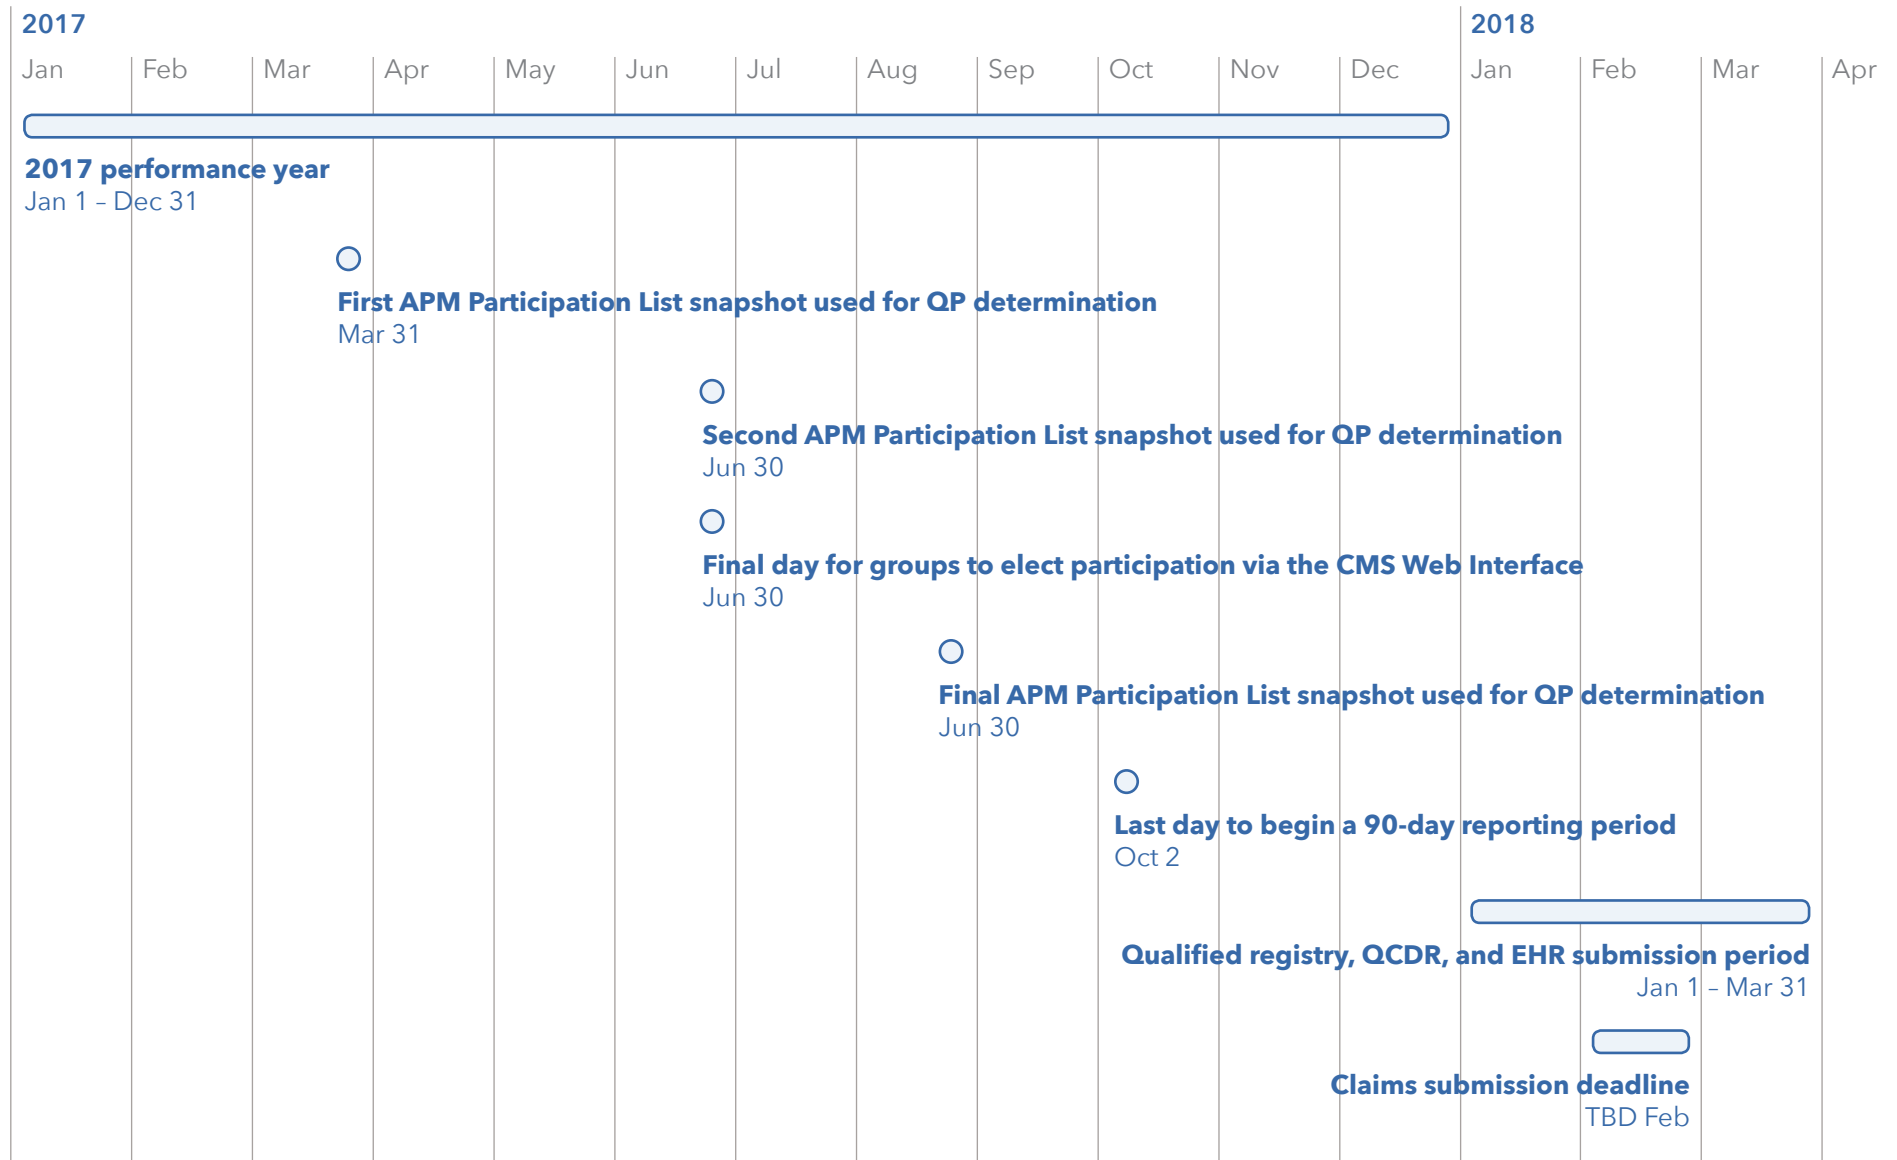 2017 2018
Jan Feb Mar Apr May Jun Jul Aug Sep Oct Nov Dec Jan Feb Mar Apr
2017 performance year
Jan 1 – Dec 31
First APM Participation List snapshot used for QP determination
Mar 31
Second APM Participation List snapshot used for QP determination
Jun 30
Final day for groups to elect participation via the CMS Web Interface
Jun 30
Final APM Participation List snapshot used for QP determination
Jun 30
Last day to begin a 90-day reporting period
Oct 2
Qualified registry, QCDR, and EHR submission period
Jan 1 – Mar 31
Claims submission deadline
TBD Feb